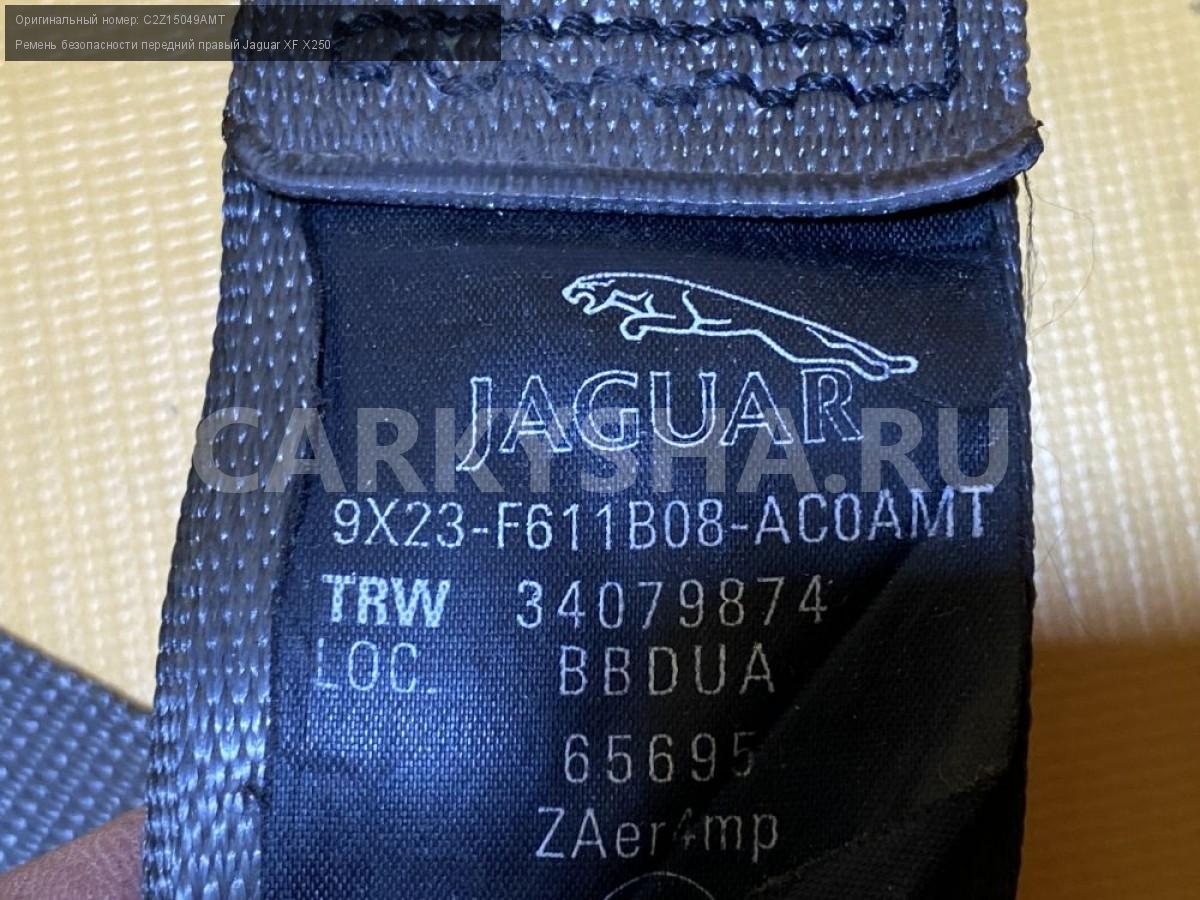 Оригинальный номер: C2Z15049AMT
Ремень безопасности передний правый Jaguar XF X250
JAGUAR
CARKYSHA.RU
9X23-F611B08-AC0AMT
TRW 34079874
LOC. BBDUA
65695
ZAer4mp